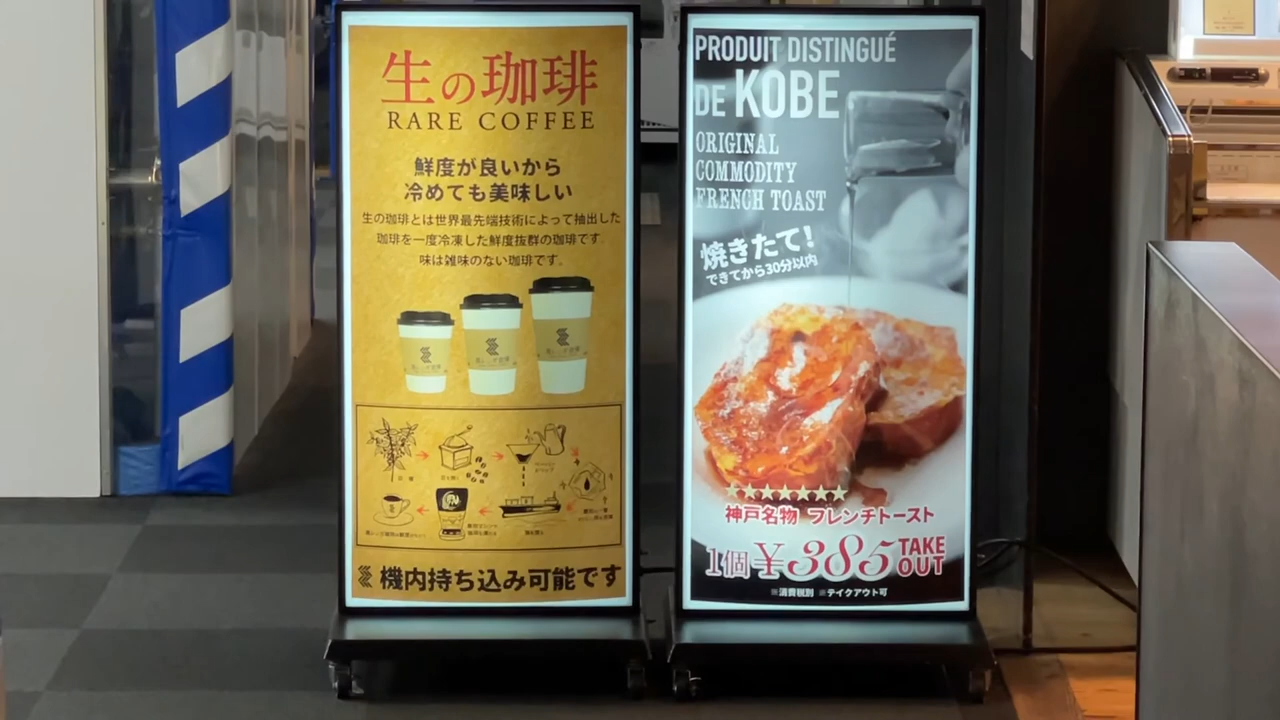 生の珈琲
RARE COFFEE
鮮度が良いから
冷めても美味しい
生の珈琲とは世界最先端技術によって抽出した
珈琲を一度冷凍した鮮度抜群の珈琲です。
味は雑味のない珈琲です。
機内持ち込み可能です
PRODUIT DISTINGUÉ
DE KOBE
ORIGINAL
COMMODITY
FRENCH TOAST
焼きたて!
できてから30分以内
神戸名物 フレンチトースト
1個 ¥385 TAKE OUT
※消費税別 ※テイクアウト可